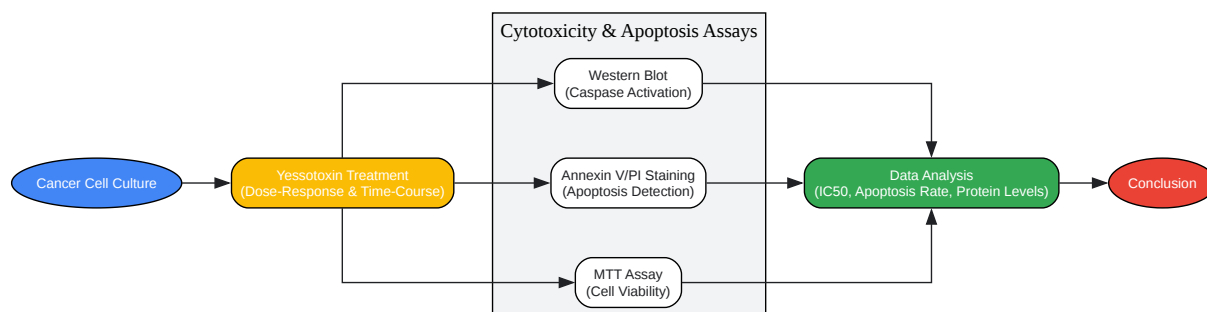 Cytotoxicity & Apoptosis Assays
Western Blot
(Caspase Activation)
Cancer Cell Culture
Yessotoxin Treatment
(Dose-Response & Time-Course)
Annexin V/PI Staining
(Apoptosis Detection)
Data Analysis
(IC50, Apoptosis Rate, Protein Levels)
Conclusion
MTT Assay
(Cell Viability)